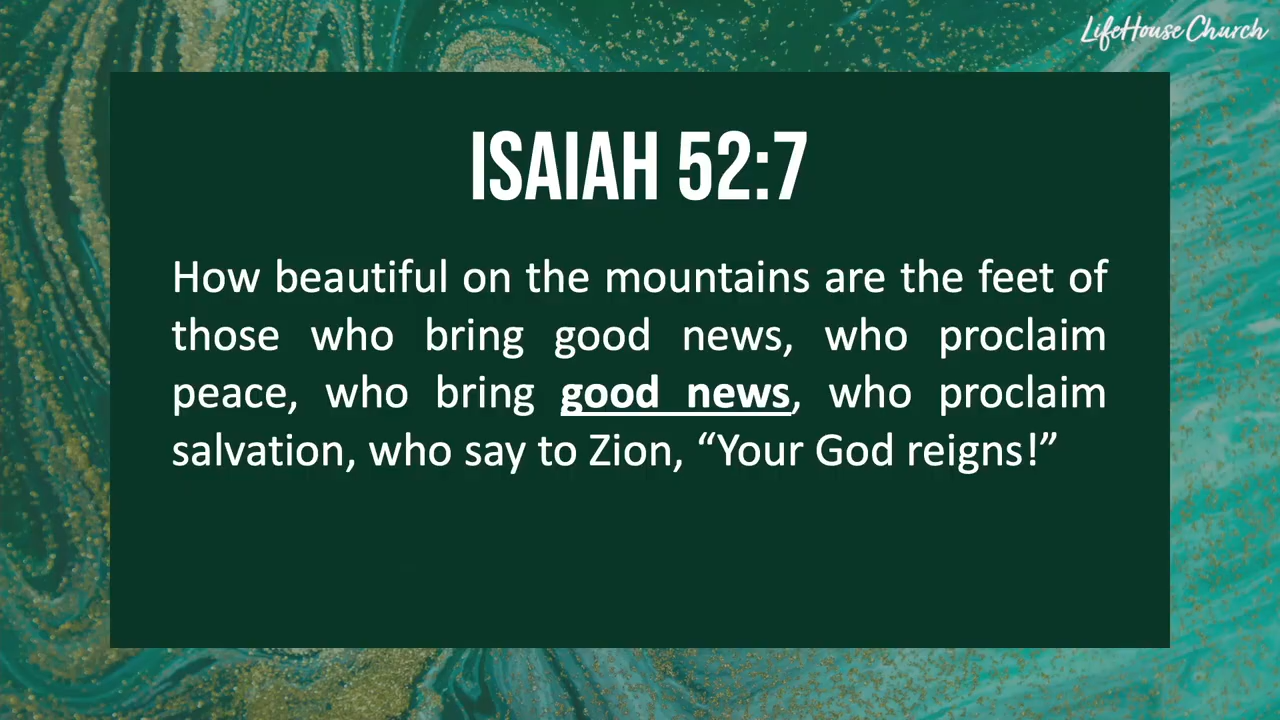 LifeHouse Church
ISAIAH 52:7
How beautiful on the mountains are the feet of
those who bring good news, who proclaim
peace, who bring good news, who proclaim
salvation, who say to Zion, “Your God reigns!”